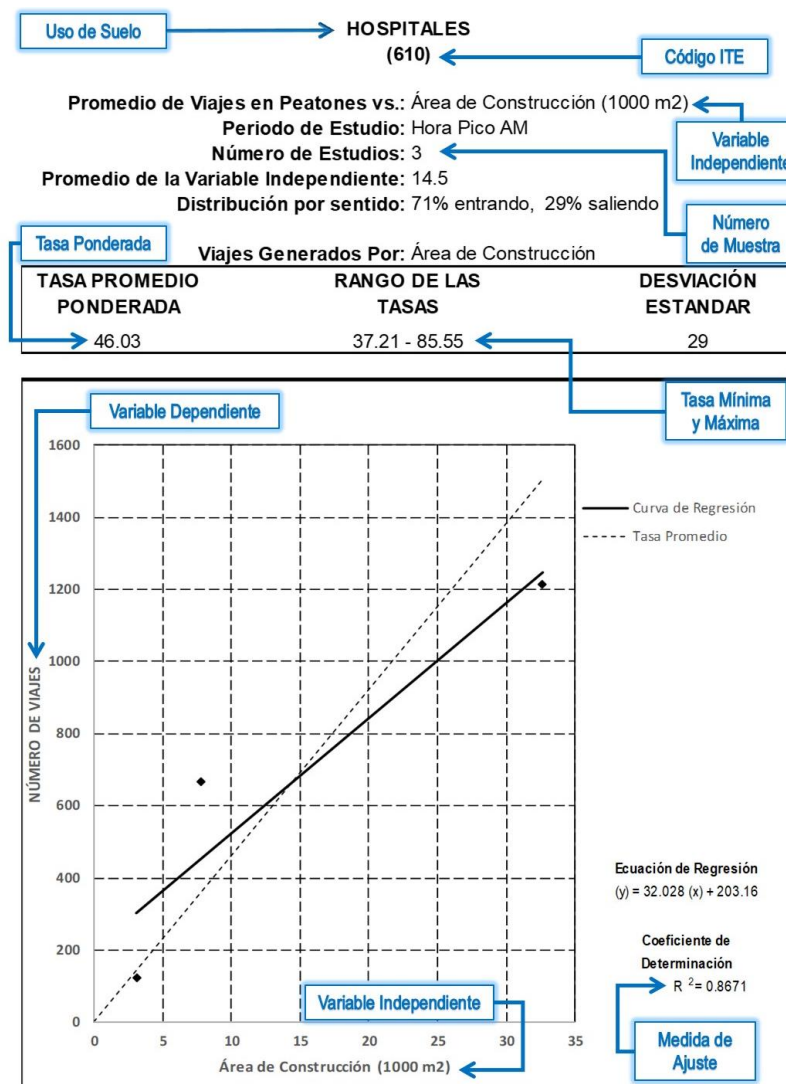 Uso de Suelo
HOSPITALES
(610)
Código ITE
Promedio de Viajes en Peatones vs.: Área de Construcción (1000 m2)
Periodo de Estudio: Hora Pico AM
Número de Estudios: 3
Variable
Independiente
Promedio de la Variable Independiente: 14.5
Distribución por sentido: 71% entrando, 29% saliendo
Número
de Muestra
Tasa Ponderada
Viajes Generados Por: Área de Construcción
TASA PROMEDIO
PONDERADA
RANGO DE LAS
TASAS
DESVIACIÓN
ESTANDAR
46.03
37.21 - 85.55
29
Variable Dependiente
Tasa Mínima
y Máxima
1600
1400
1200
1000
800
600
400
200
0
NÚMERO DE VIAJES
Curva de Regresión
Tasa Promedio
Ecuación de Regresión
(y) = 32.028 (x) + 203.16
Coeficiente de
Determinación
R ²= 0.8671
Variable Independiente
0 5 10 15 20 25 30 35
Área de Construcción (1000 m2)
Medida de
Ajuste